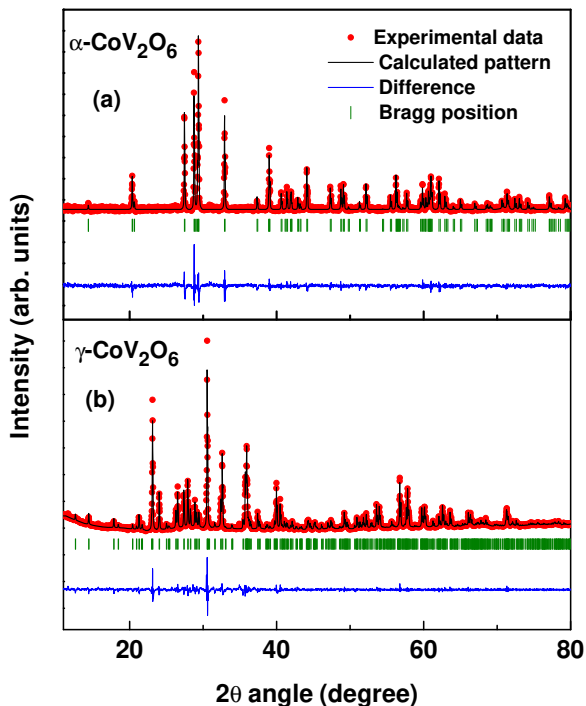 α-CoV₂O₆
(a)
Experimental data
Calculated pattern
Difference
Bragg position
γ-CoV₂O₆
(b)
Intensity (arb. units)
20 40 60 80
2θ angle (degree)